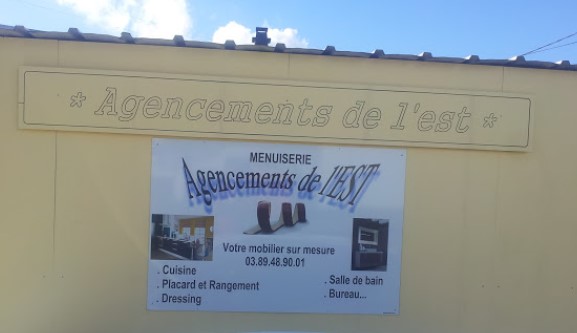 * Agencements de l'est *
MENUISERIE
Agencements de l'EST
Votre mobilier sur mesure
03.89.48.90.01
. Cuisine
. Placard et Rangement
. Dressing
. Salle de bain
. Bureau...